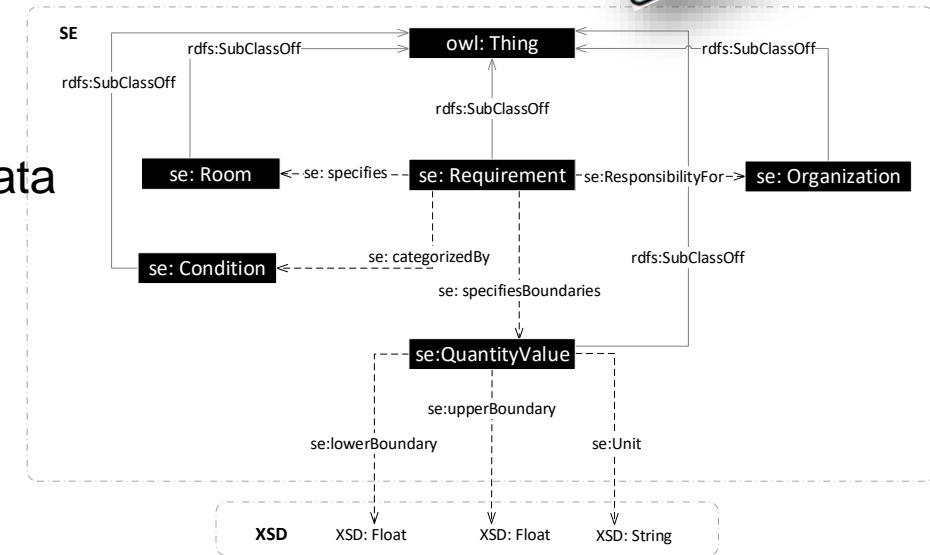 SE
owl: Thing
rdfs:SubClassOff
rdfs:SubClassOff
rdfs:SubClassOff
rdfs:SubClassOff
ata
se: Room
se: specifies
se: Requirement
se:ResponsibilityFor
se: Organization
se: categorizedBy
rdfs:SubClassOff
se: Condition
se: specifiesBoundaries
se:QuantityValue
se:upperBoundary
se:lowerBoundary
se:Unit
XSD
XSD: Float
XSD: Float
XSD: String